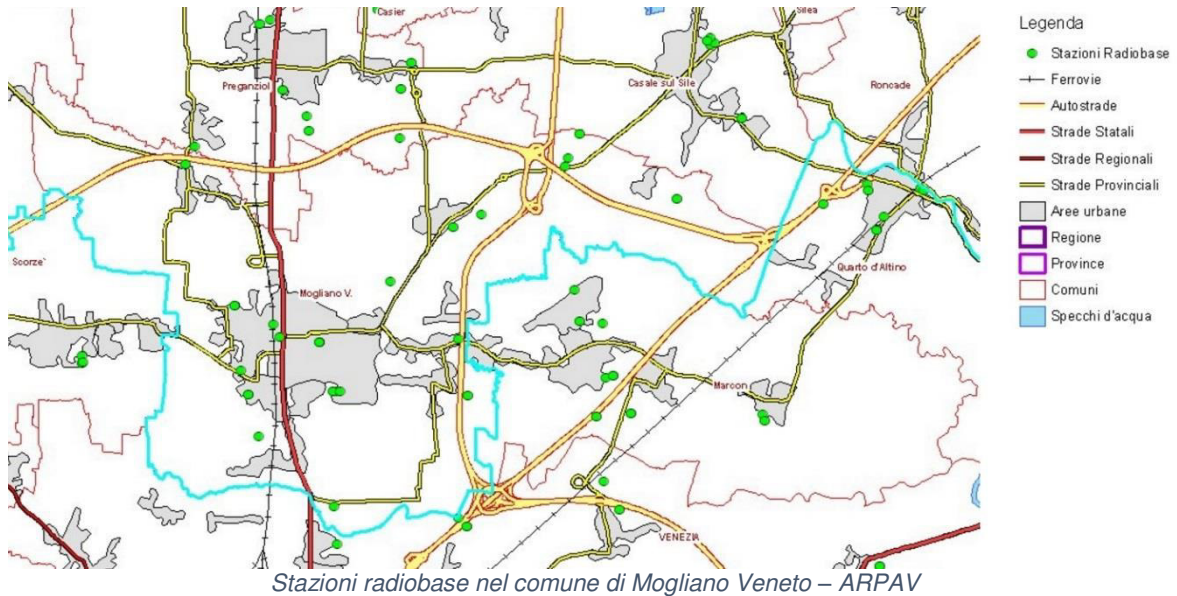 Casier
Silea
Preganziol
Casale sul Sile
Roncade
Scorze'
Mogliano V.
Quarto d'Altino
Marcon
VENEZIA
Legenda
Stazioni Radiobase
Ferrovie
Autostrade
Strade Statali
Strade Regionali
Strade Provinciali
Aree urbane
Regione
Province
Comuni
Specchi d'acqua
Stazioni radiobase nel comune di Mogliano Veneto – ARPAV